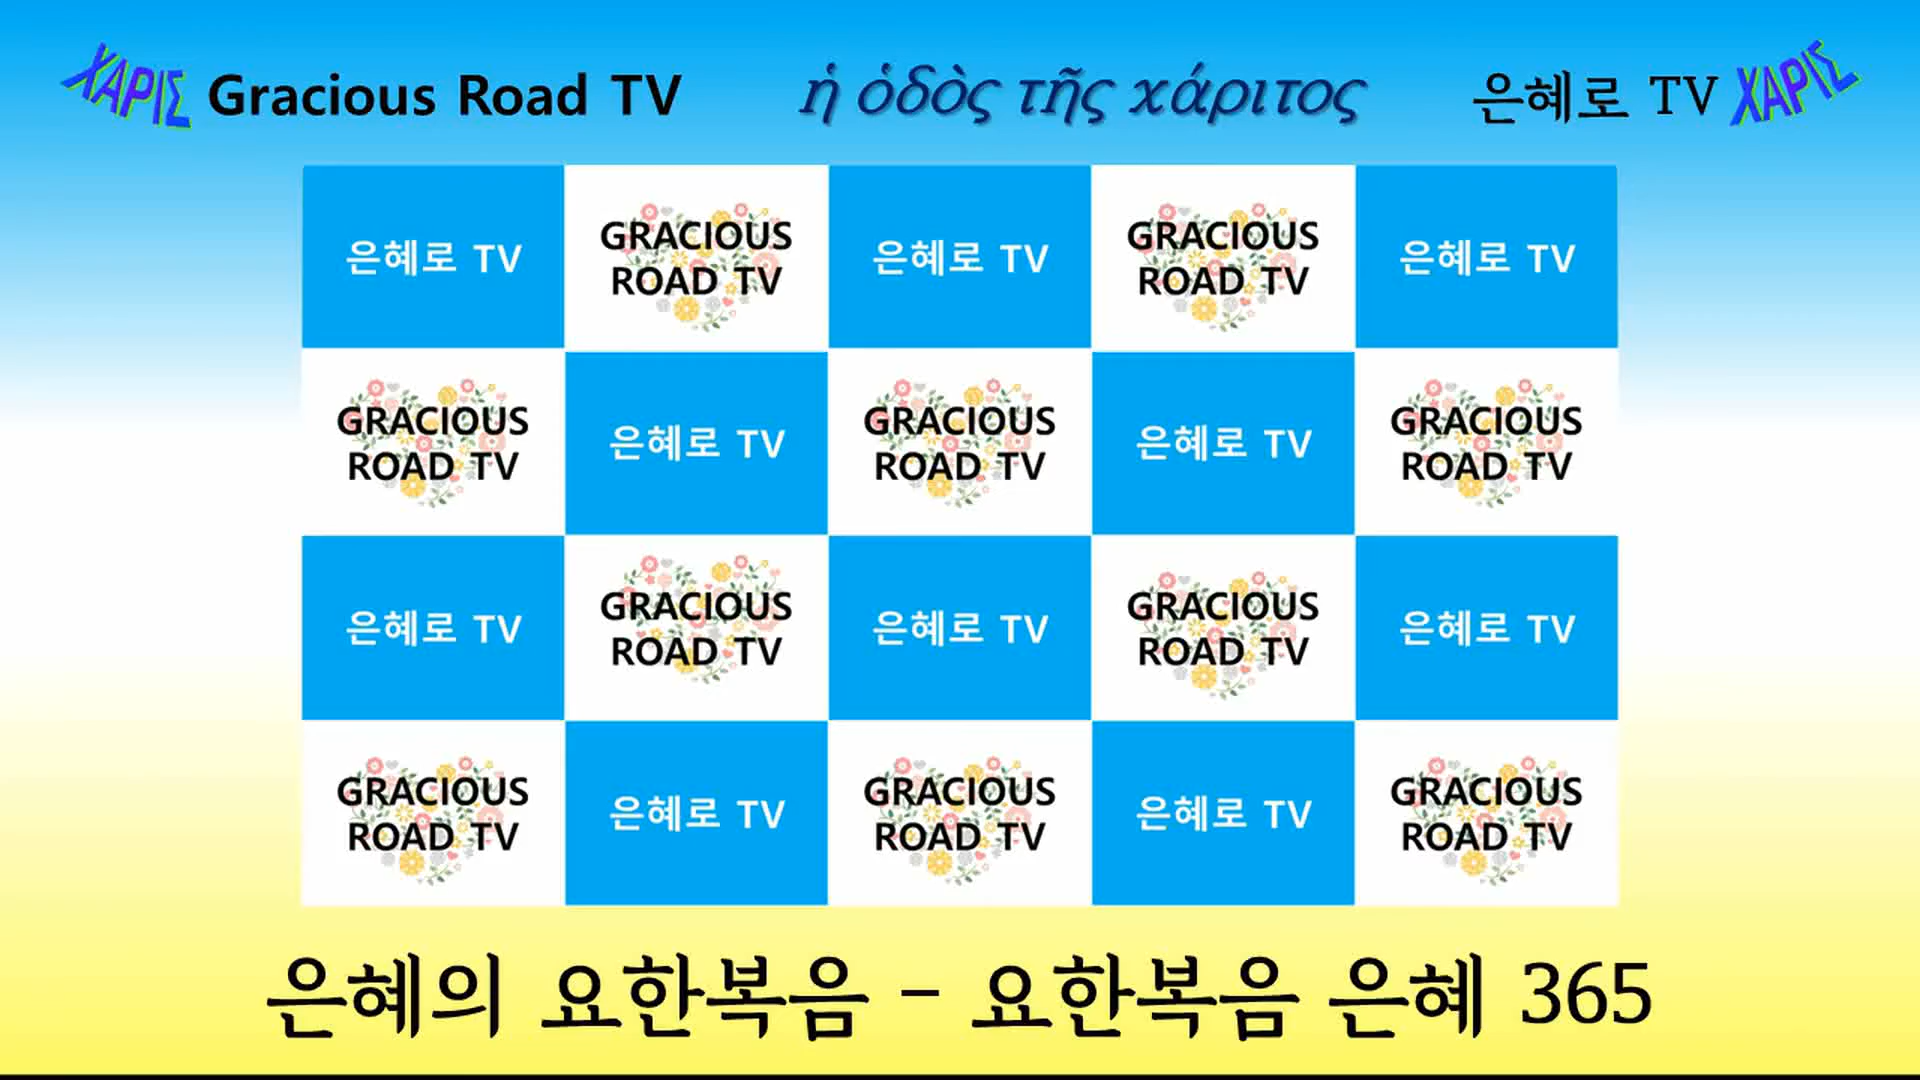 ΧΑΡΙΣ Gracious Road TV ἡ ὁδὸς τῆς χάριτος 은혜로 TV ΧΑΡΙΣ
은혜로 TV GRACIOUS ROAD TV 은혜로 TV GRACIOUS ROAD TV 은혜로 TV
GRACIOUS ROAD TV 은혜로 TV GRACIOUS ROAD TV 은혜로 TV GRACIOUS ROAD TV
은혜로 TV GRACIOUS ROAD TV 은혜로 TV GRACIOUS ROAD TV 은혜로 TV
GRACIOUS ROAD TV 은혜로 TV GRACIOUS ROAD TV 은혜로 TV GRACIOUS ROAD TV
은혜의 요한복음 - 요한복음 은혜 365